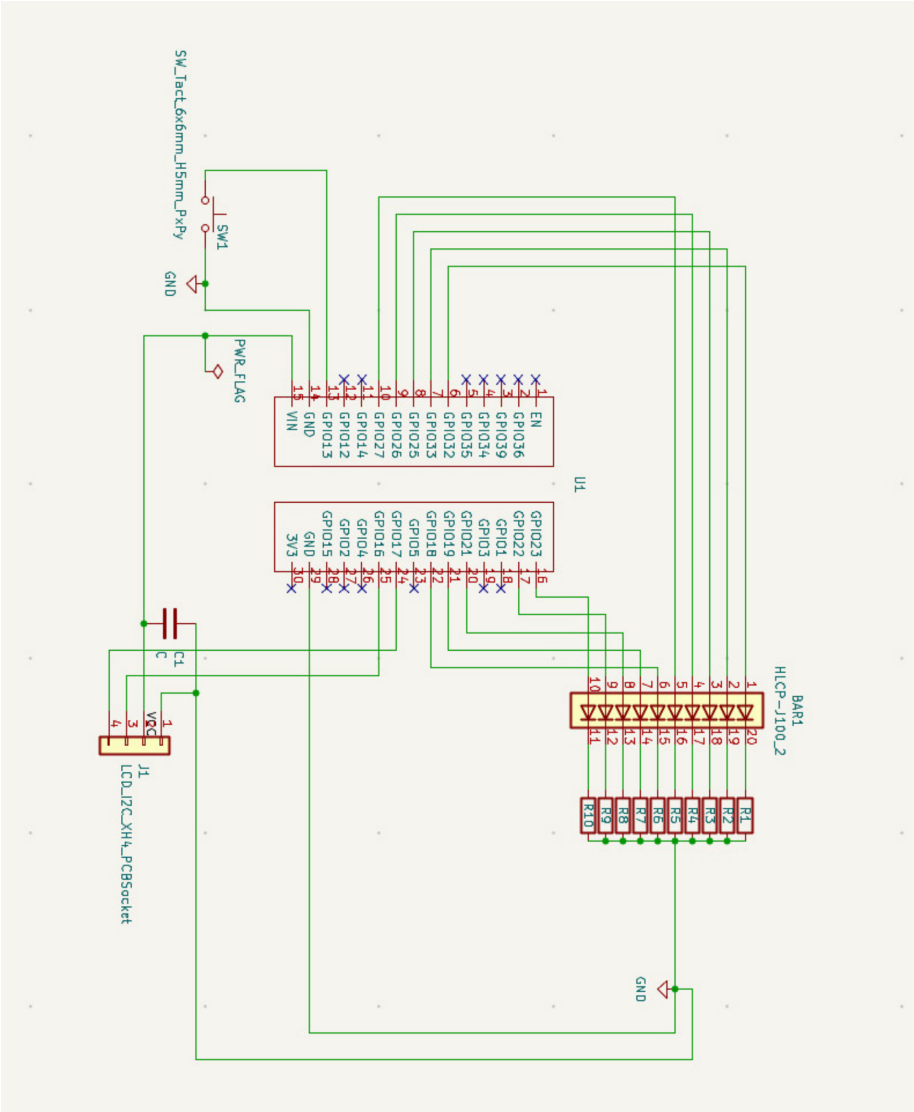 SW_Tact_6x6mm_H5mm_PxPy
SW1
GND
PWR_FLAG
U1
1 EN
2 GPIO36
3 GPIO39
4 GPIO34
5 GPIO35
6 GPIO32
7 GPIO33
8 GPIO25
9 GPIO26
10 GPIO27
11 GPIO14
12 GPIO12
13 GPIO13
14 GND
15 VIN
GPIO23 16
GPIO22 17
GPIO1 18
GPIO3 19
GPIO21 20
GPIO19 21
GPIO18 22
GPIO5 23
GPIO17 24
GPIO16 25
GPIO4 26
GPIO2 27
GPIO15 28
GND 29
3V3 30
BAR1
HLCP-J100_2
1 20
2 19
3 18
4 17
5 16
6 15
7 14
8 13
9 12
10 11
R1
R2
R3
R4
R5
R6
R7
R8
R9
R10
C1
C
1
VCC
3
4
J1
LCD_I2C_XH4_PCBSocket
GND